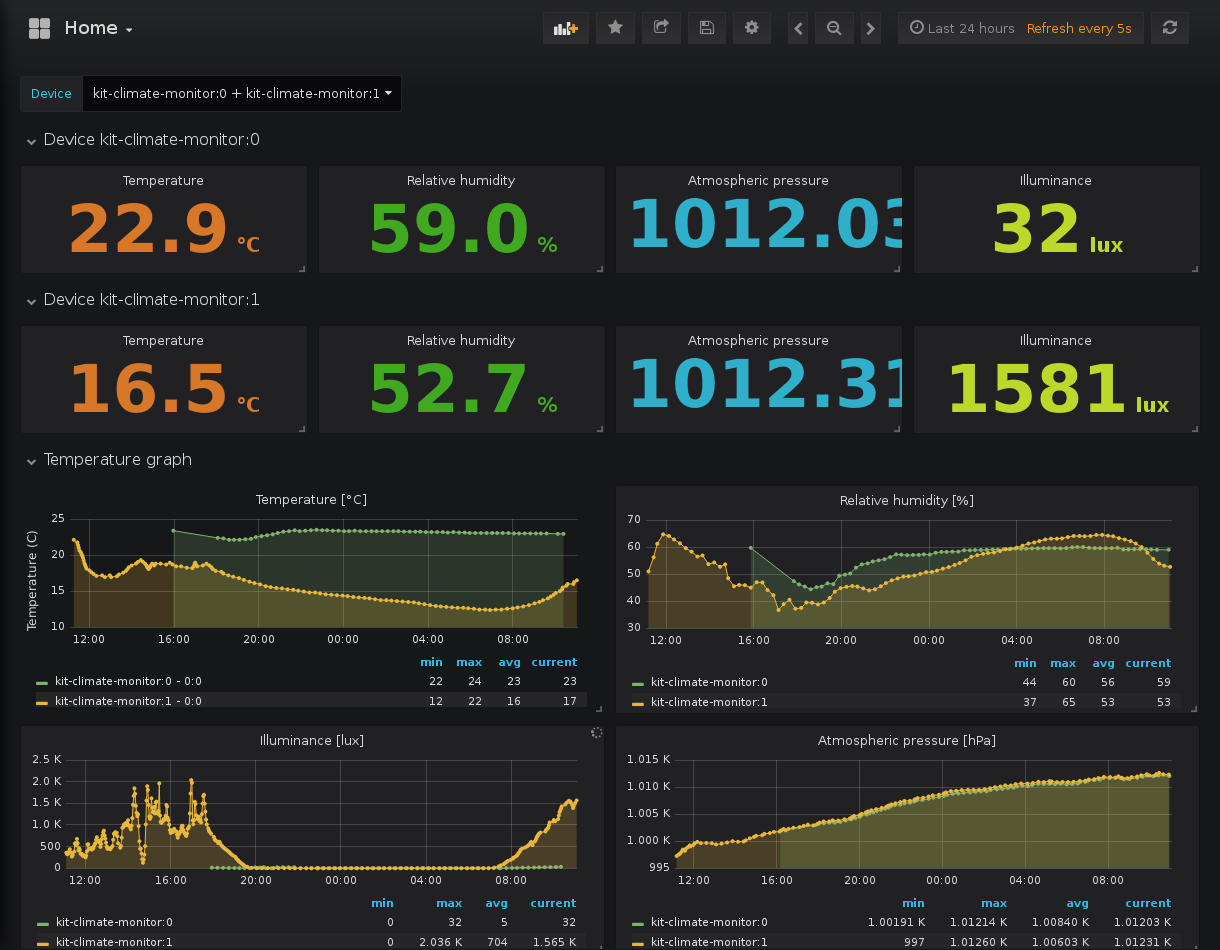 Home
Last 24 hours Refresh every 5s
Device kit-climate-monitor:0 + kit-climate-monitor:1
Device kit-climate-monitor:0
Temperature Relative humidity Atmospheric pressure Illuminance
22.9 °C 59.0 % 1012.03 32 lux
Device kit-climate-monitor:1
Temperature Relative humidity Atmospheric pressure Illuminance
16.5 °C 52.7 % 1012.31 1581 lux
Temperature graph
Temperature [°C]
Temperature (C)
25
20
15
10
12:00 16:00 20:00 00:00 04:00 08:00
min max avg current
kit-climate-monitor:0 - 0:0 22 24 23 23
kit-climate-monitor:1 - 0:0 12 22 16 17
Relative humidity [%]
70
60
50
40
30
12:00 16:00 20:00 00:00 04:00 08:00
min max avg current
kit-climate-monitor:0 44 60 56 59
kit-climate-monitor:1 37 65 53 53
Illuminance [lux]
2.5 K
2.0 K
1.5 K
1.0 K
500
0
12:00 16:00 20:00 00:00 04:00 08:00
min max avg current
kit-climate-monitor:0 0 32 5 32
kit-climate-monitor:1 0 2.036 K 704 1.565 K
Atmospheric pressure [hPa]
1.015 K
1.010 K
1.005 K
1.000 K
995
12:00 16:00 20:00 00:00 04:00 08:00
min max avg current
kit-climate-monitor:0 1.00191 K 1.01214 K 1.00840 K 1.01203 K
kit-climate-monitor:1 997 1.01260 K 1.00603 K 1.01231 K